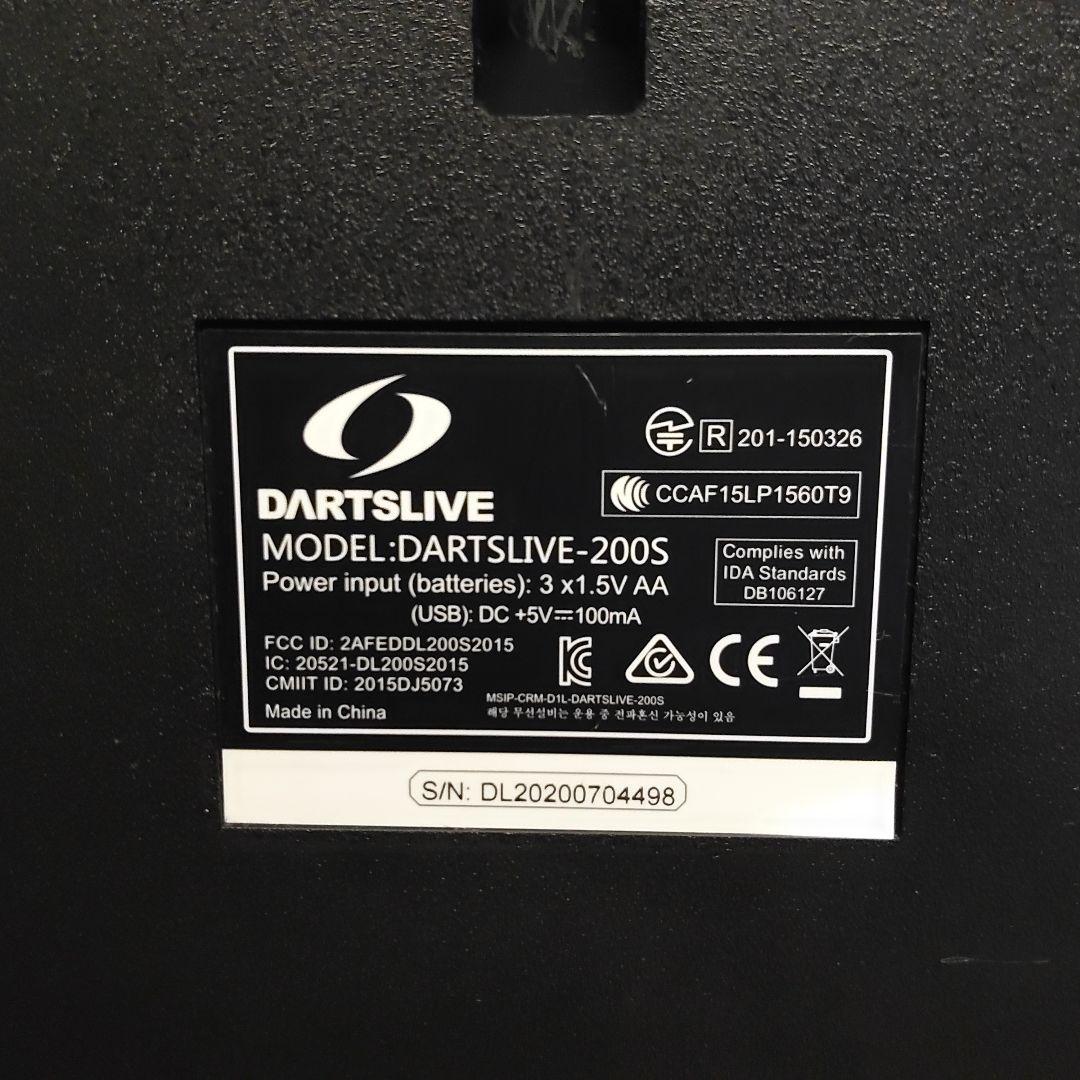 DARTSLIVE
R 201-150326
CCAF15LP1560T9
MODEL:DARTSLIVE-200S
Power input (batteries): 3 x1.5V AA
(USB): DC +5V⎓100mA
Complies with
IDA Standards
DB106127
FCC ID: 2AFEDDL200S2015
IC: 20521-DL200S2015
CMIIT ID: 2015DJ5073
Made in China
CE
MSIP-CRM-D1L-DARTSLIVE-200S
해당 무선설비는 운용 중 전파혼신 가능성이 있음
S/N: DL20200704498